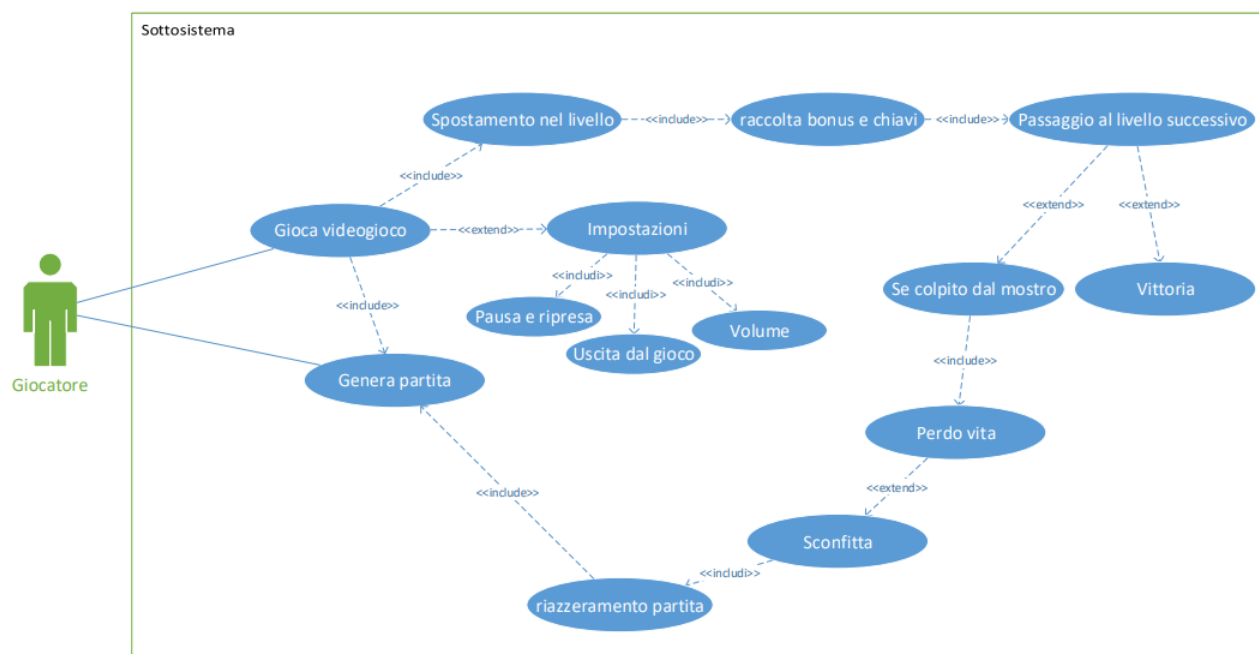 Sottosistema
Spostamento nel livello
<<include>>
raccolta bonus e chiavi
<<include>>
Passaggio al livello successivo
<<include>>
<<extend>>
<<extend>>
Gioca videogioco
<<extend>>
Impostazioni
<<includi>>
<<includi>>
<<includi>>
Se colpito dal mostro
Vittoria
<<include>>
Pausa e ripresa
Volume
Uscita dal gioco
<<include>>
Giocatore
Genera partita
Perdo vita
<<include>>
<<extend>>
Sconfitta
<<includi>>
riazzeramento partita